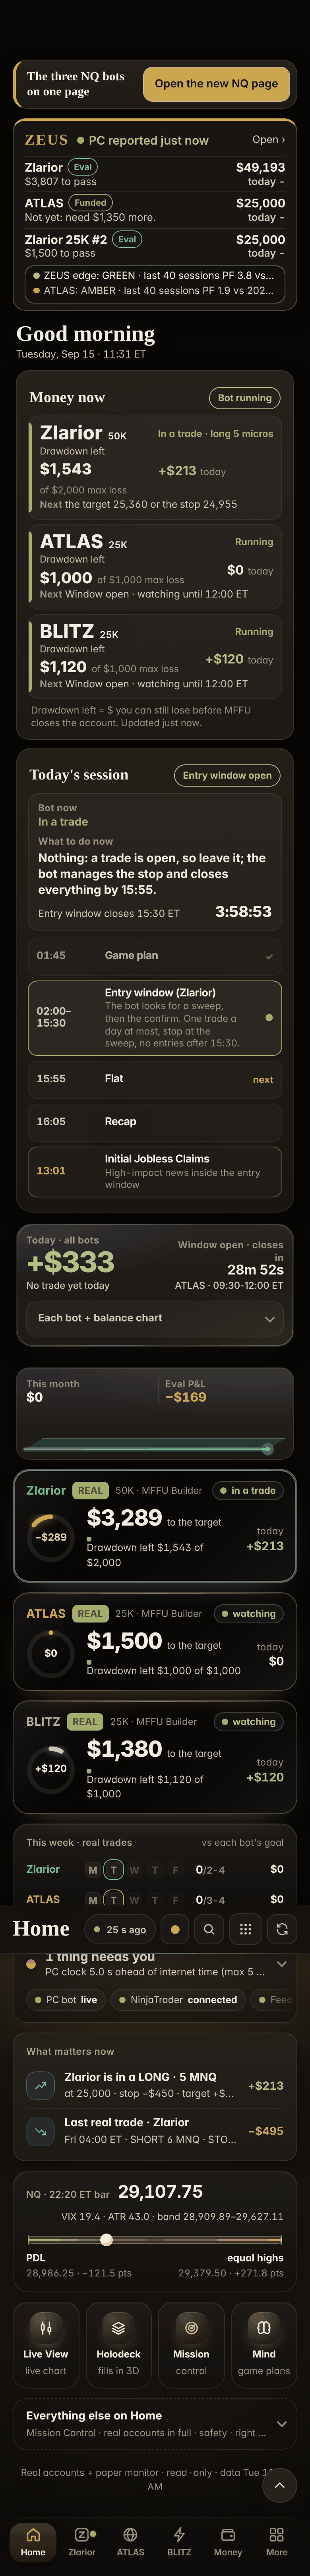 The three NQ bots
on one page
Open the new NQ page
ZEUS
PC reported just now
Open ›
Zlarior Eval
$49,193
$3,807 to pass
today -
ATLAS Funded
$25,000
Not yet: need $1,350 more.
today -
Zlarior 25K #2 Eval
$25,000
$1,500 to pass
today -
ZEUS edge: GREEN · last 40 sessions PF 3.8 vs...
ATLAS: AMBER · last 40 sessions PF 1.9 vs 202...
Good morning
Tuesday, Sep 15 · 11:31 ET
Money now
Bot running
Zlarior 50K
In a trade · long 5 micros
Drawdown left
$1,543
+$213 today
of $2,000 max loss
Next the target 25,360 or the stop 24,955
ATLAS 25K
Running
Drawdown left
$0 today
$1,000 of $1,000 max loss
Next Window open · watching until 12:00 ET
BLITZ 25K
Running
Drawdown left
+$120 today
$1,120 of $1,000 max loss
Next Window open · watching until 12:00 ET
Drawdown left = $ you can still lose before MFFU
closes the account. Updated just now.
Today's session
Entry window open
Bot now
In a trade
What to do now
Nothing: a trade is open, so leave it; the
bot manages the stop and closes
everything by 15:55.
Entry window closes 15:30 ET
3:58:53
01:45
Game plan
✓
02:00–
15:30
Entry window (Zlarior)
The bot looks for a sweep,
then the confirm. One trade a
day at most, stop at the
sweep, no entries after 15:30.
15:55
Flat
next
16:05
Recap
13:01
Initial Jobless Claims
High-impact news inside the entry
window
Today · all bots
+$333
No trade yet today
Window open · closes
in
28m 52s
ATLAS · 09:30-12:00 ET
Each bot + balance chart
This month
$0
Eval P&L
−$169
Zlarior REAL 50K · MFFU Builder
in a trade
−$289
$3,289 to the target
Drawdown left $1,543 of
$2,000
today
+$213
ATLAS REAL 25K · MFFU Builder
watching
$0
$1,500 to the target
Drawdown left $1,000 of $1,000
today
$0
BLITZ REAL 25K · MFFU Builder
watching
+$120
$1,380 to the target
Drawdown left $1,120 of
$1,000
today
+$120
This week · real trades
vs each bot's goal
Zlarior
M T W T F
0/2-4
$0
ATLAS
M T W T F
0/3-4
$0
Home
25 s ago
1 thing needs you
PC clock 5.0 s ahead of internet time (max 5 ...
PC bot live
NinjaTrader connected
Feed
What matters now
Zlarior is in a LONG · 5 MNQ
at 25,000 · stop −$450 · target +$...
+$213
Last real trade · Zlarior
Fri 04:00 ET · SHORT 6 MNQ · STO...
−$495
NQ · 22:20 ET bar 29,107.75
VIX 19.4 · ATR 43.0 · band 28,909.89–29,627.11
PDL
equal highs
28,986.25 · −121.5 pts
29,379.50 · +271.8 pts
Live View
live chart
Holodeck
fills in 3D
Mission
control
Mind
game plans
Everything else on Home
Mission Control · real accounts in full · safety · right ...
Real accounts + paper monitor · read-only · data Tue
AM
Home
Zlarior
ATLAS
BLITZ
Money
More